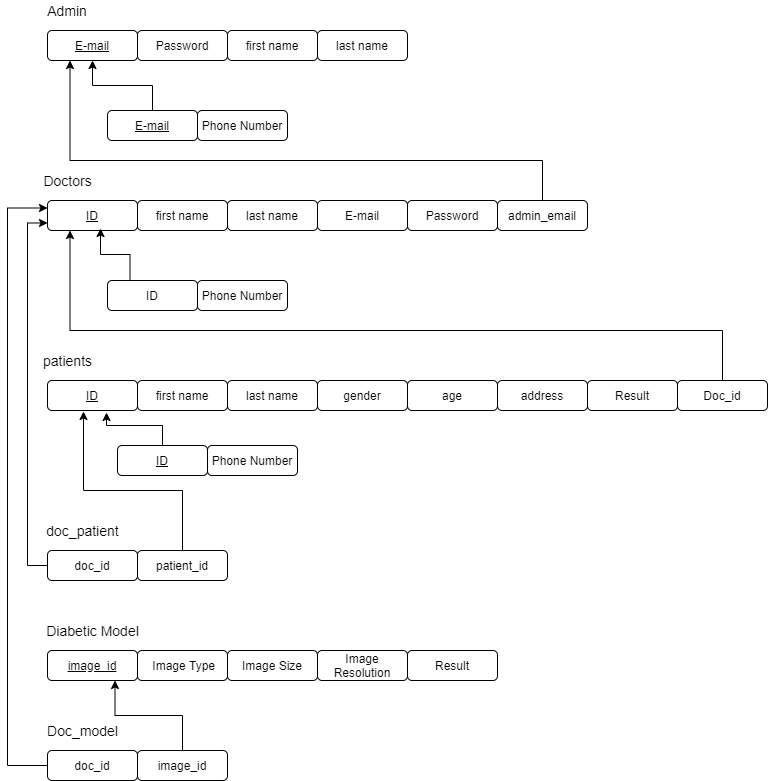 Admin
E-mail Password first name last name
E-mail Phone Number
Doctors
ID first name last name E-mail Password admin_email
ID Phone Number
patients
ID first name last name gender age address Result Doc_id
ID Phone Number
doc_patient
doc_id patient_id
Diabetic Model
image_id Image Type Image Size Image Resolution Result
Doc_model
doc_id image_id